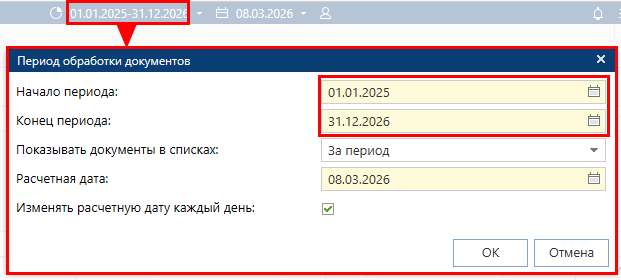 01.01.2025-31.12.2026 08.03.2026
Период обработки документов
Начало периода: 01.01.2025
Конец периода: 31.12.2026
Показывать документы в списках: За период
Расчетная дата: 08.03.2026
Изменять расчетную дату каждый день:
ОК Отмена